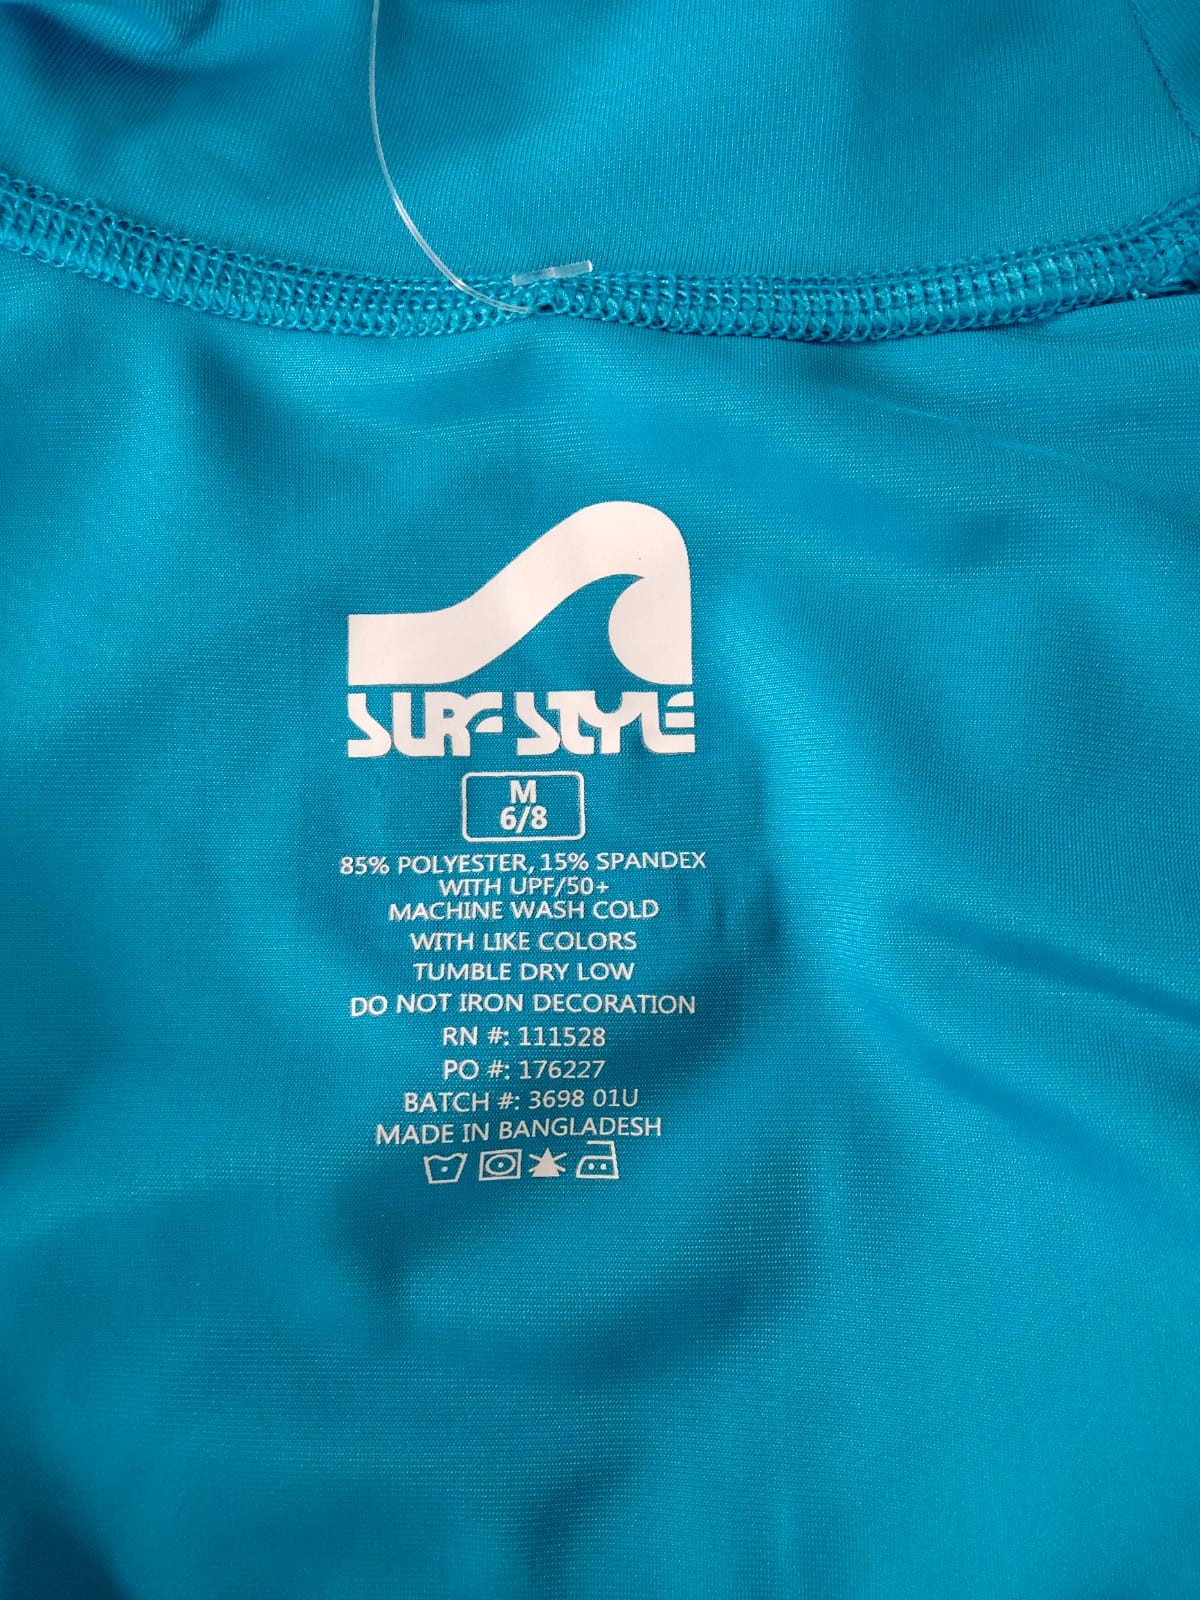 SURF STYLE
M
6/8
85% POLYESTER, 15% SPANDEX
WITH UPF/50+
MACHINE WASH COLD
WITH LIKE COLORS
TUMBLE DRY LOW
DO NOT IRON DECORATION
RN #: 111528
PO #: 176227
BATCH #: 3698 01U
MADE IN BANGLADESH